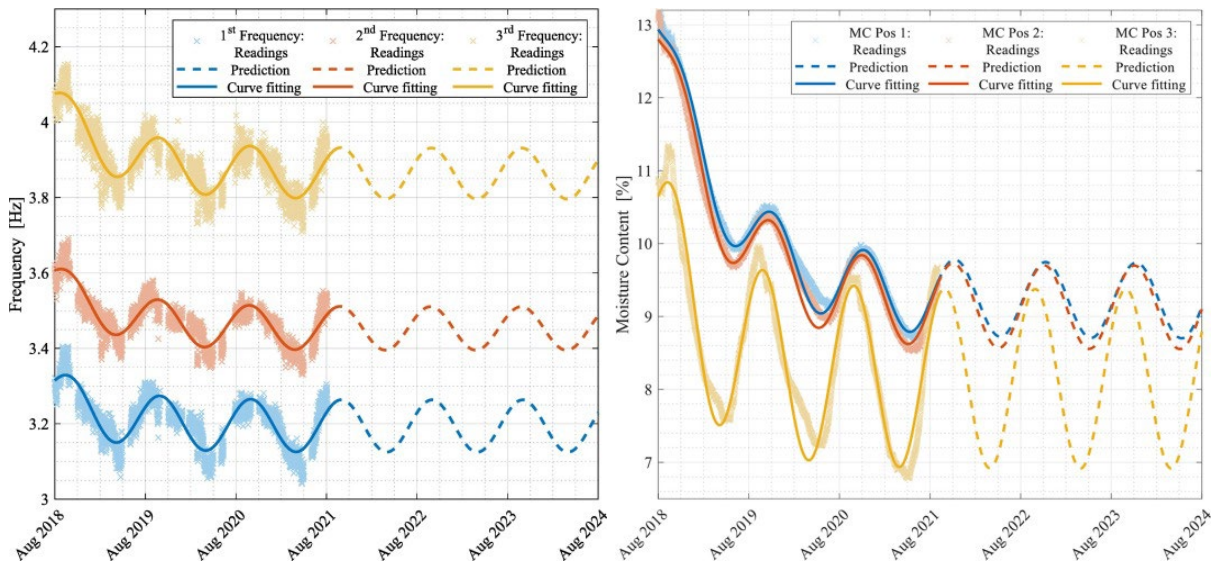 4.2
4
3.8
3.6
3.4
3.2
3
Frequency [Hz]
1st Frequency: 2nd Frequency: 3rd Frequency:
Readings Readings Readings
Prediction Prediction Prediction
Curve fitting Curve fitting Curve fitting
Aug 2018 Aug 2019 Aug 2020 Aug 2021 Aug 2022 Aug 2023 Aug 2024
13
12
11
10
9
8
7
Moisture Content [%]
MC Pos 1: MC Pos 2: MC Pos 3:
Readings Readings Readings
Prediction Prediction Prediction
Curve fitting Curve fitting Curve fitting
Aug 2018 Aug 2019 Aug 2020 Aug 2021 Aug 2022 Aug 2023 Aug 2024